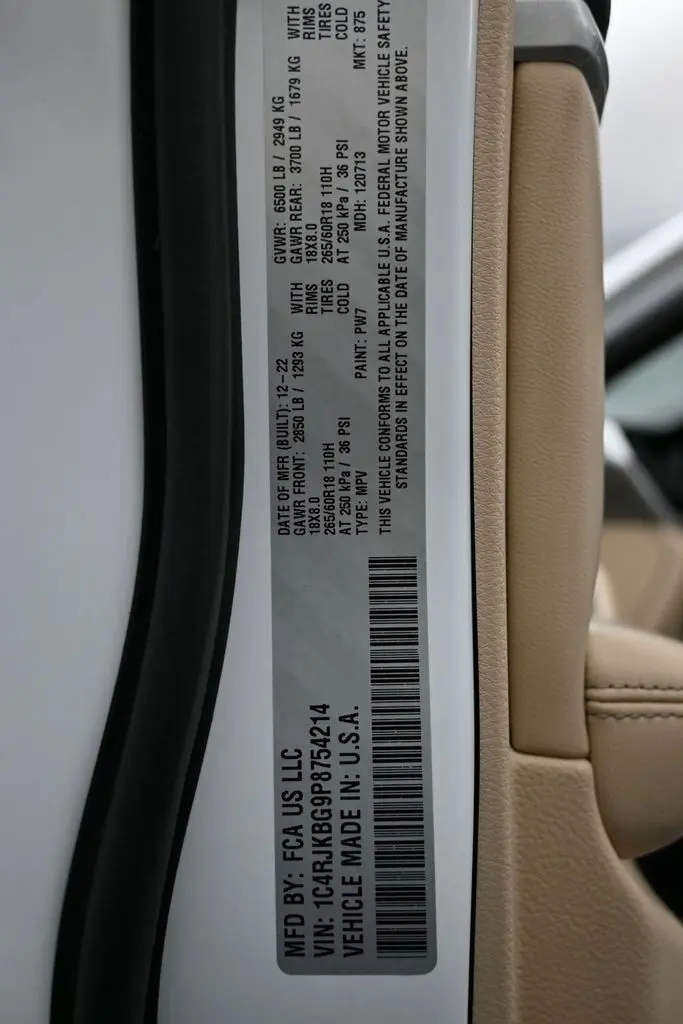 MFD BY: FCA US LLC
VIN: 1C4RJKBG9P8754214
VEHICLE MADE IN: U.S.A.
DATE OF MFR (BUILT): 12-22
GAWR FRONT: 2850 LB / 1293 KG WITH
18X8.0 RIMS
265/60R18 110H TIRES
AT 250 kPa / 36 PSI COLD
TYPE: MPV PAINT: PW7
GVWR: 6500 LB / 2949 KG
GAWR REAR: 3700 LB / 1679 KG WITH
18X8.0 RIMS
265/60R18 110H TIRES
AT 250 kPa / 36 PSI COLD
MDH: 120713 MKT: 875
THIS VEHICLE CONFORMS TO ALL APPLICABLE U.S.A. FEDERAL MOTOR VEHICLE SAFETY
STANDARDS IN EFFECT ON THE DATE OF MANUFACTURE SHOWN ABOVE.